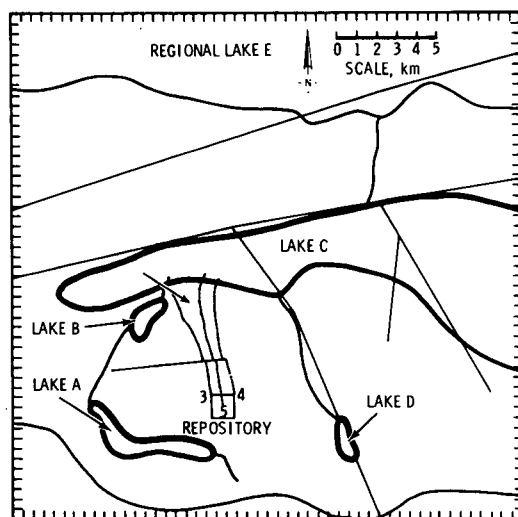 REGIONAL LAKE E
0 1 2 3 4 5
SCALE, km
N
LAKE C
LAKE B
LAKE A
3 4
5
LAKE D
REPOSITORY